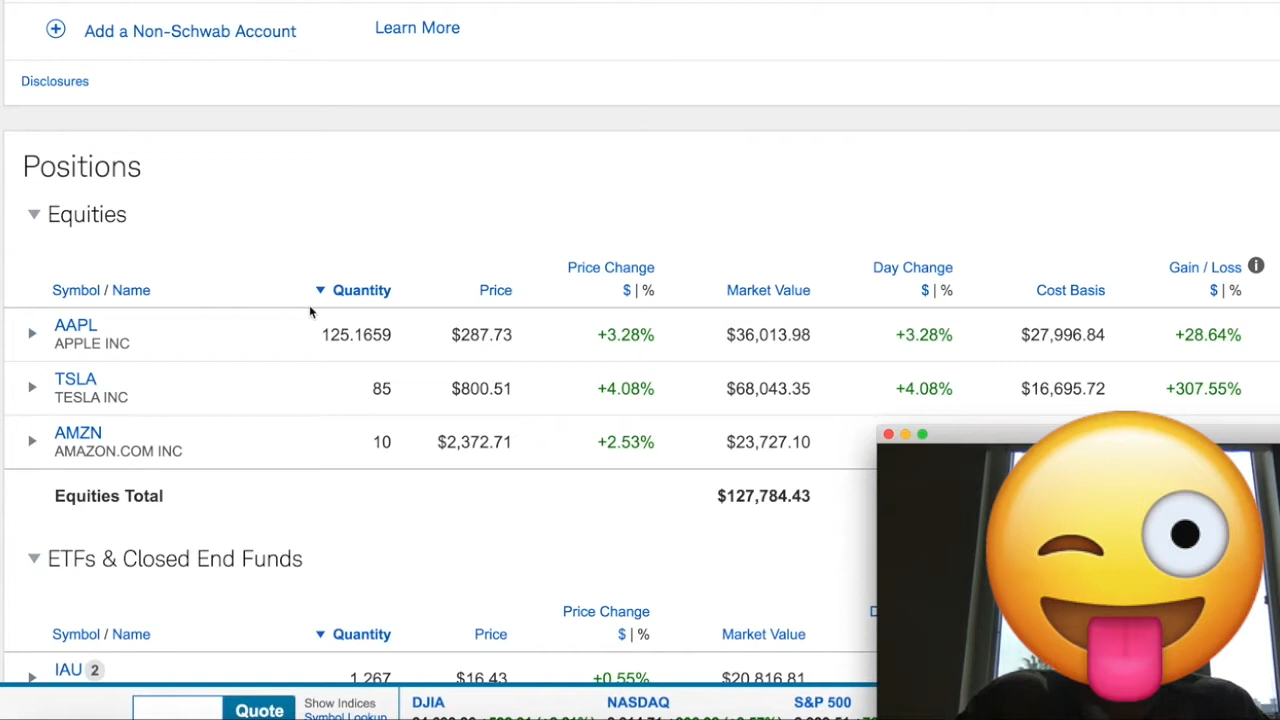 Add a Non-Schwab Account Learn More
Disclosures
Positions
Equities
Price Change Day Change Gain / Loss
Symbol / Name Quantity Price $ | % Market Value $ | % Cost Basis $ | %
AAPL
APPLE INC
125.1659 $287.73 +3.28% $36,013.98 +3.28% $27,996.84 +28.64%
TSLA
TESLA INC
85 $800.51 +4.08% $68,043.35 +4.08% $16,695.72 +307.55%
AMZN
AMAZON.COM INC
10 $2,372.71 +2.53% $23,727.10
Equities Total $127,784.43
ETFs & Closed End Funds
Price Change
Symbol / Name Quantity Price $ | % Market Value
IAU 2 1,267 $16.43 +0.55% $20,816.81
Quote Show Indices
Symbol Lookup
DJIA NASDAQ S&P 500